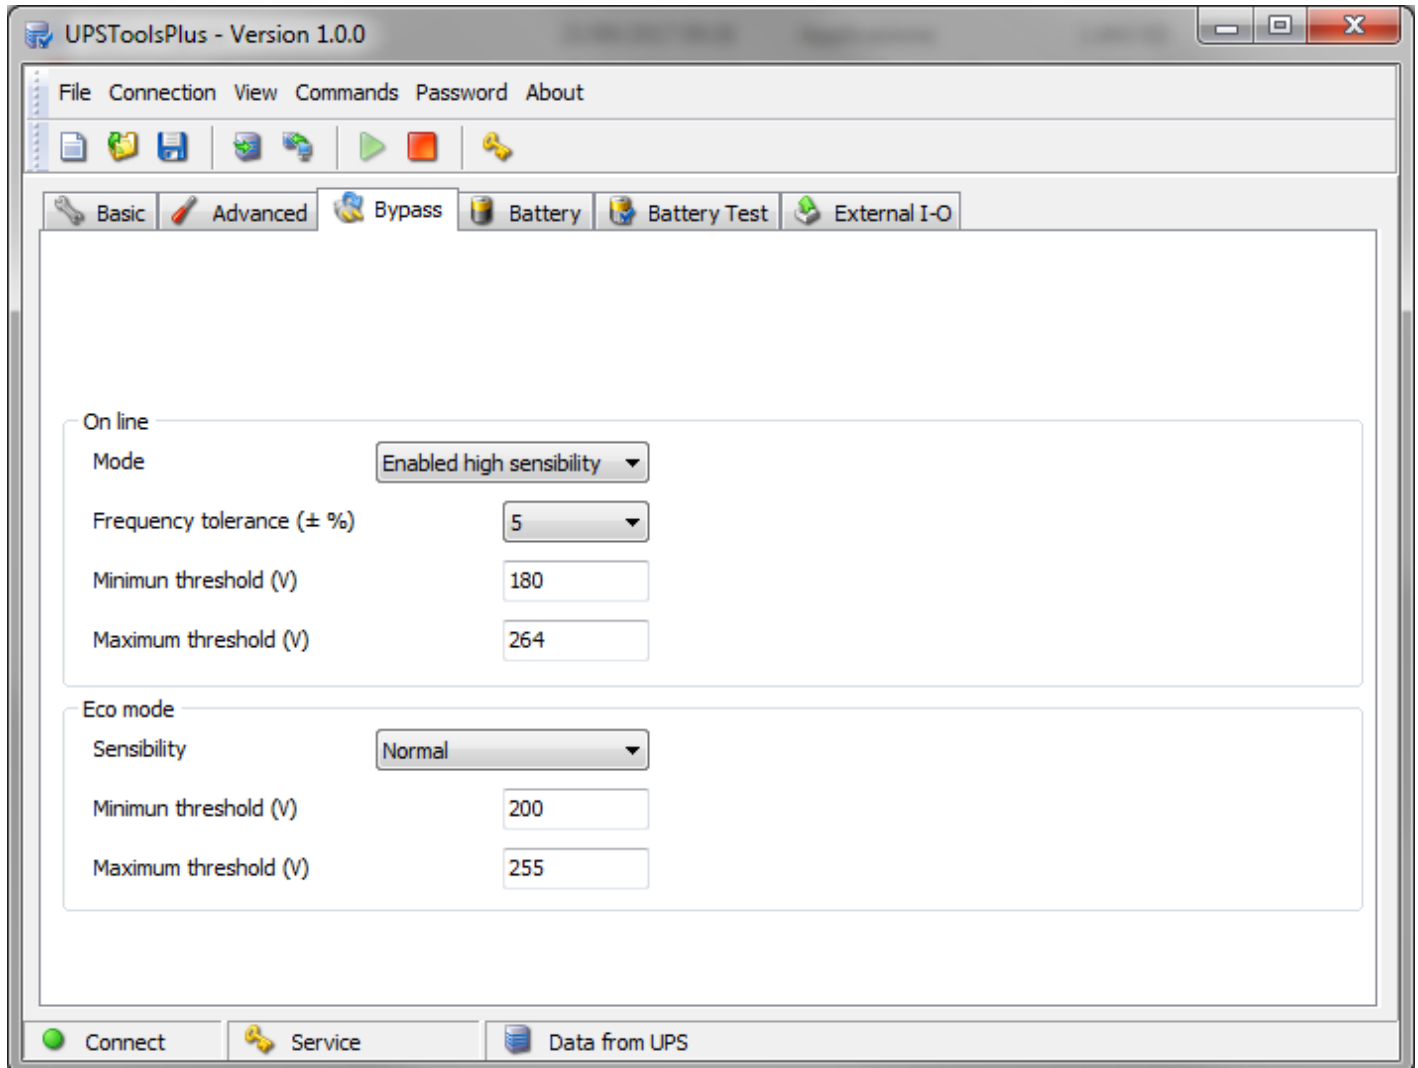 UPSToolsPlus - Version 1.0.0
File Connection View Commands Password About
Basic Advanced Bypass Battery Battery Test External I-O
On line
Mode Enabled high sensibility
Frequency tolerance (± %) 5
Minimun threshold (V) 180
Maximum threshold (V) 264
Eco mode
Sensibility Normal
Minimun threshold (V) 200
Maximum threshold (V) 255
Connect Service Data from UPS